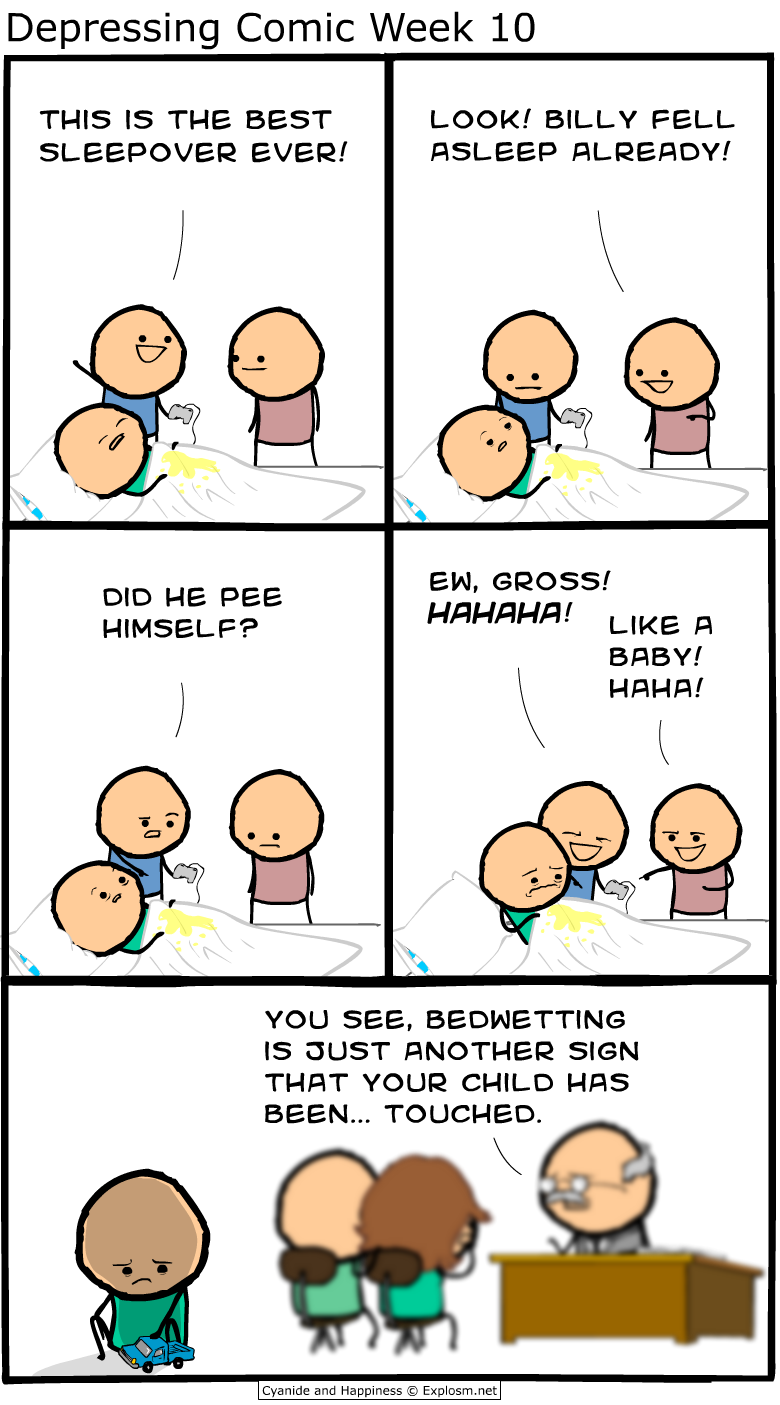 Depressing Comic Week 10
THIS IS THE BEST
SLEEPOVER EVER!
LOOK! BILLY FELL
ASLEEP ALREADY!
DID HE PEE
HIMSELF?
EW, GROSS!
HAHAHA!
LIKE A
BABY!
HAHA!
YOU SEE, BEDWETTING
IS JUST ANOTHER SIGN
THAT YOUR CHILD HAS
BEEN... TOUCHED.
Cyanide and Happiness © Explosm.net